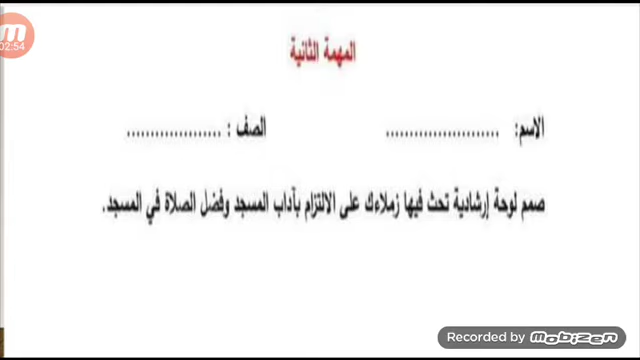 02:54
المهمة الثانية
الاسم: ........................ الصف : ....................
صمم لوحة إرشادية تحث فيها زملاءك على الالتزام بآداب المسجد وفضل الصلاة في المسجد.
Recorded by mobizen